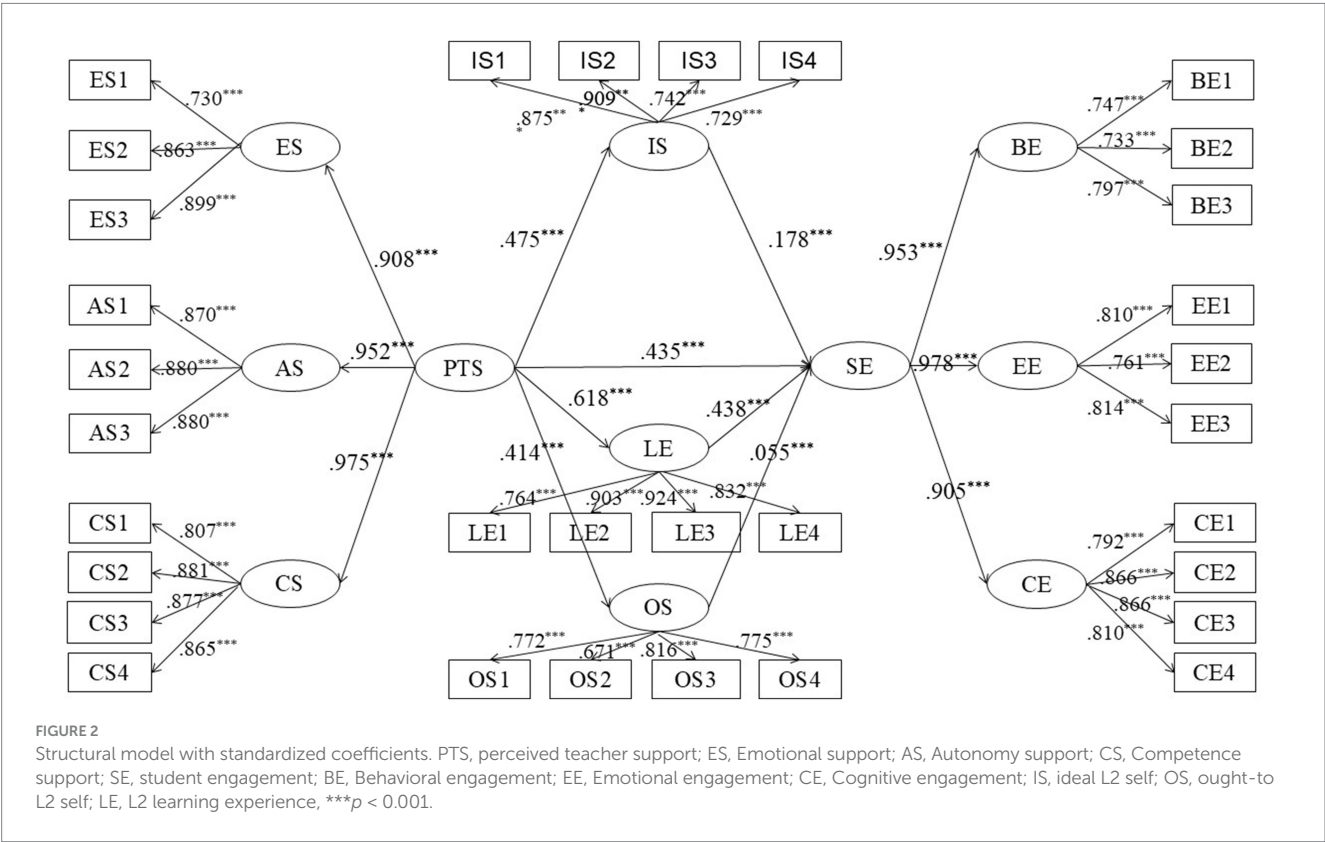 IS1 IS2 IS3 IS4
.875*** .909*** .742*** .729***
IS
ES1
ES2
ES3
.730***
.863***
.899***
ES
BE1
BE2
BE3
.747***
.733***
.797***
BE
.475***
.178***
.908***
.953***
AS1
AS2
AS3
.870***
.880***
.880***
AS
.952***
PTS
.435***
SE
.978***
EE
.810***
.761***
.814***
EE1
EE2
EE3
.618***
.438***
LE
.414***
.055***
.764*** .903*** .924*** .832***
LE1 LE2 LE3 LE4
.975***
.905***
CS1
CS2
CS3
CS4
.807***
.881***
.877***
.865***
CS
OS
.772*** .671*** .816*** .775***
OS1 OS2 OS3 OS4
CE
.792***
.866***
.866***
.810***
CE1
CE2
CE3
CE4
FIGURE 2
Structural model with standardized coefficients. PTS, perceived teacher support; ES, Emotional support; AS, Autonomy support; CS, Competence
support; SE, student engagement; BE, Behavioral engagement; EE, Emotional engagement; CE, Cognitive engagement; IS, ideal L2 self; OS, ought-to
L2 self; LE, L2 learning experience, ***p < 0.001.